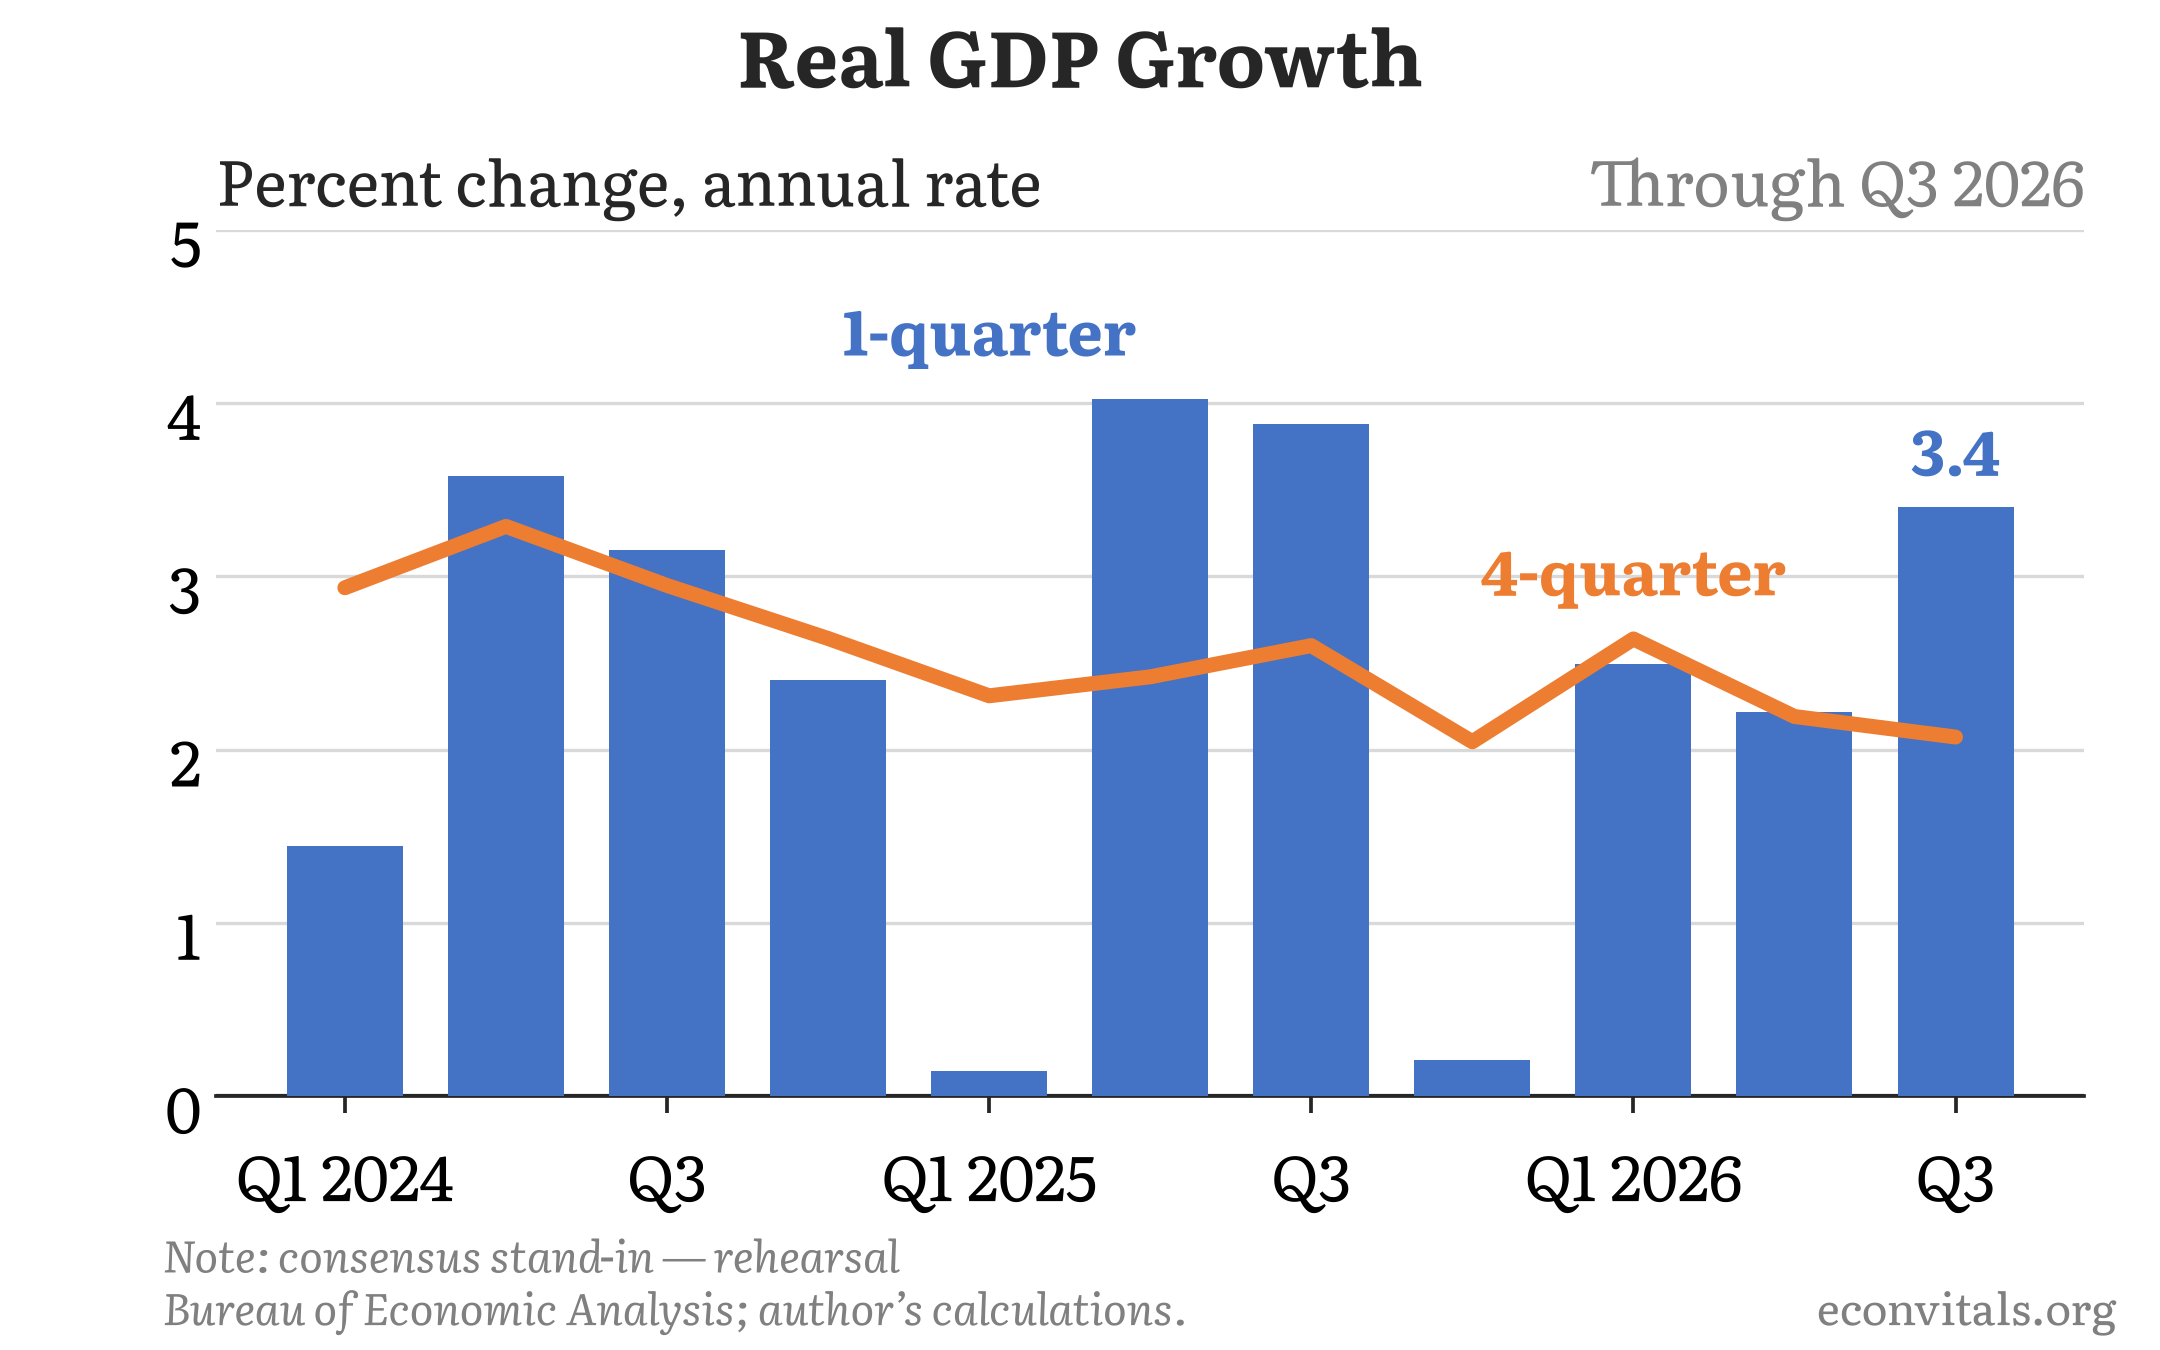 Real GDP Growth
Percent change, annual rate
Through Q3 2026
5
1-quarter
4
3.4
4-quarter
3
2
1
0
Q1 2024
Q3
Q1 2025
Q3
Q1 2026
Q3
Note: consensus stand-in — rehearsal
Bureau of Economic Analysis; author’s calculations.
econvitals.org